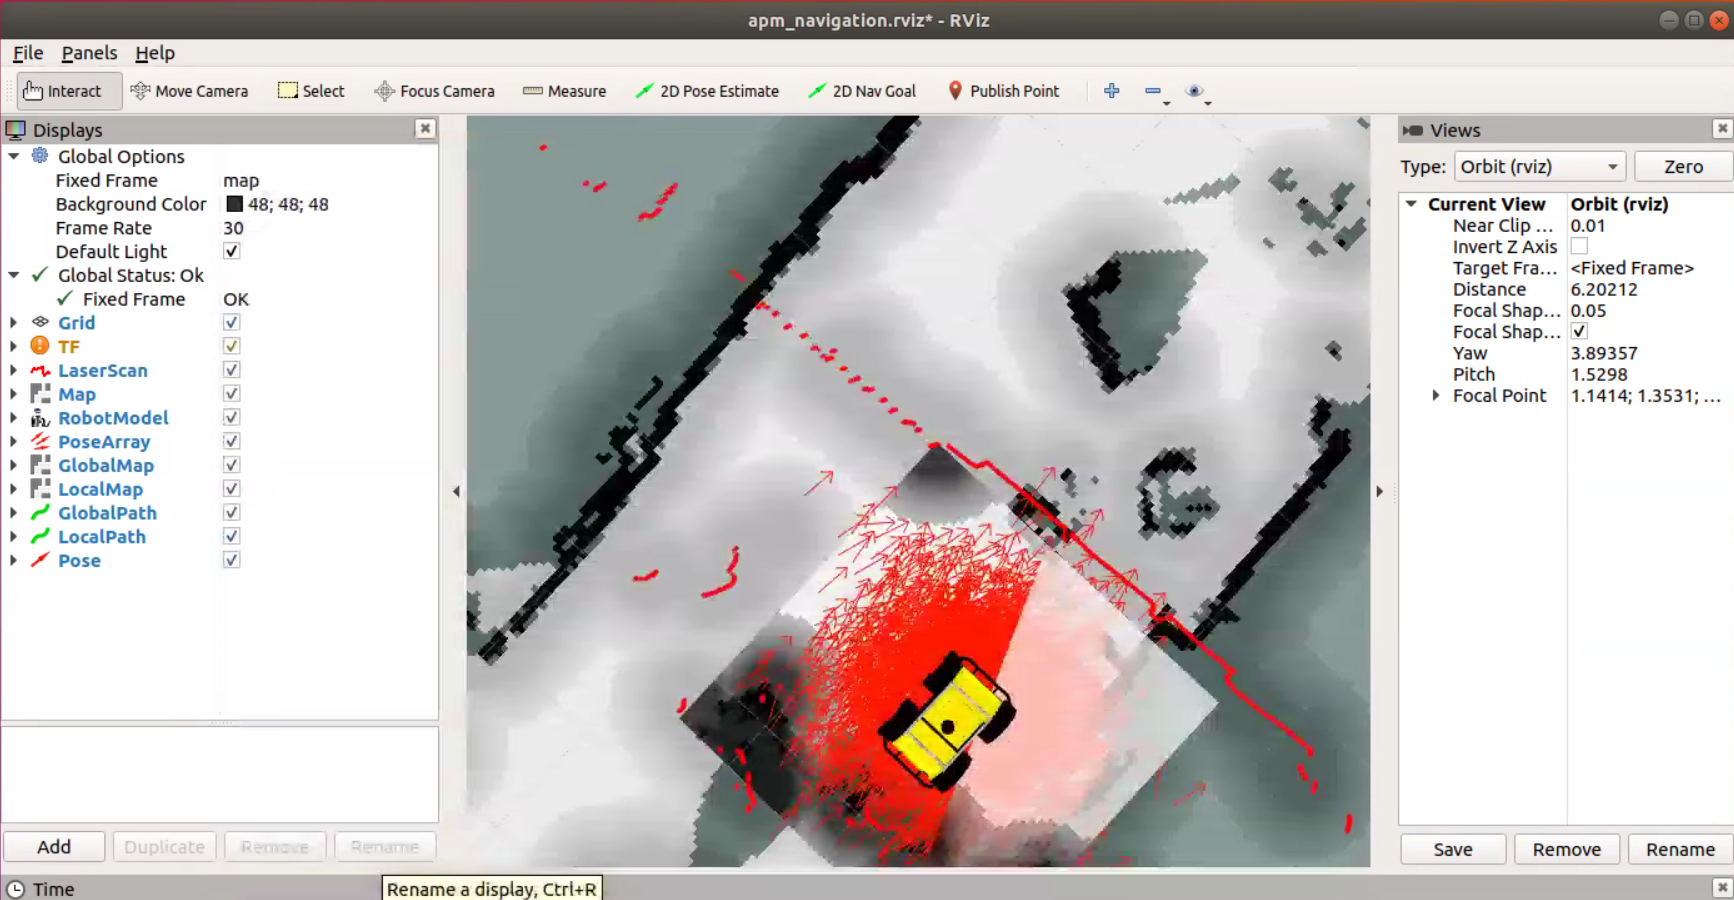 apm_navigation.rviz* - RViz
File Panels Help
Interact Move Camera Select Focus Camera Measure 2D Pose Estimate 2D Nav Goal Publish Point
Displays
Global Options
Fixed Frame map
Background Color 48; 48; 48
Frame Rate 30
Default Light
Global Status: Ok
Fixed Frame OK
Grid
TF
LaserScan
Map
RobotModel
PoseArray
GlobalMap
LocalMap
GlobalPath
LocalPath
Pose
Add Duplicate Remove Rename
Time
Rename a display, Ctrl+R
Views
Type: Orbit (rviz) Zero
Current View Orbit (rviz)
Near Clip ... 0.01
Invert Z Axis
Target Fra... <Fixed Frame>
Distance 6.20212
Focal Shap... 0.05
Focal Shap...
Yaw 3.89357
Pitch 1.5298
Focal Point 1.1414; 1.3531; ...
Save Remove Rename